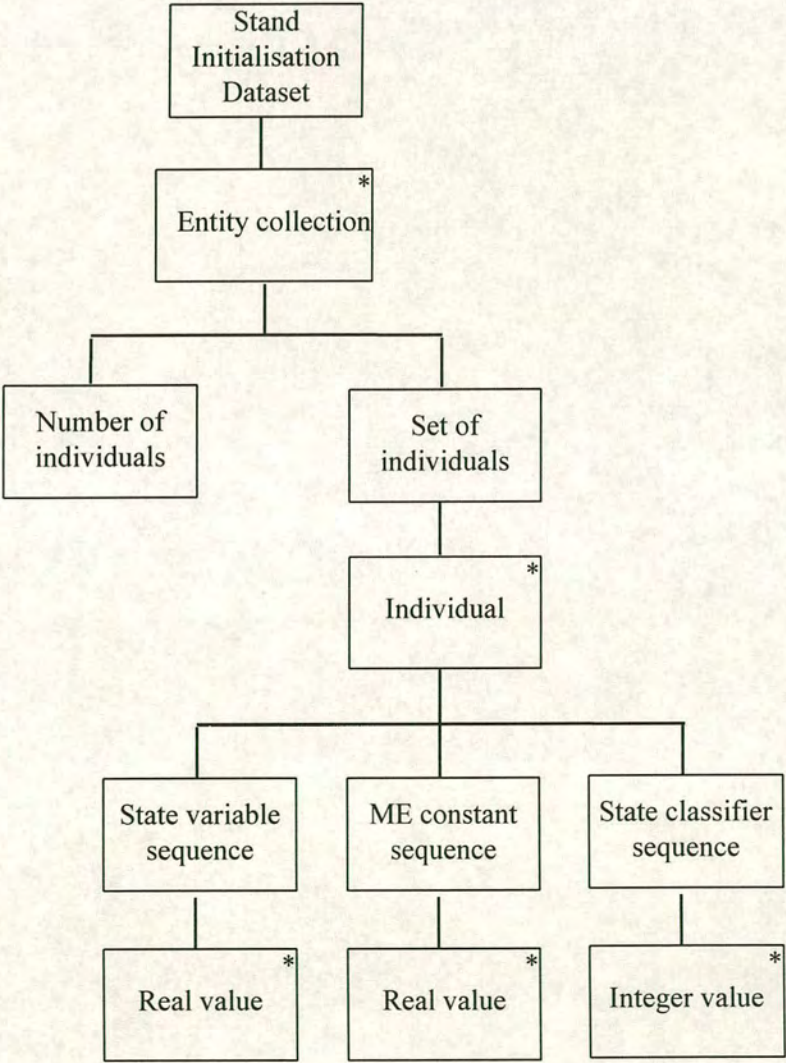 Stand
Initialisation
Dataset
*
Entity collection
Number of
individuals
Set of
individuals
*
Individual
State variable
sequence
ME constant
sequence
State classifier
sequence
*
Real value
*
Real value
*
Integer value